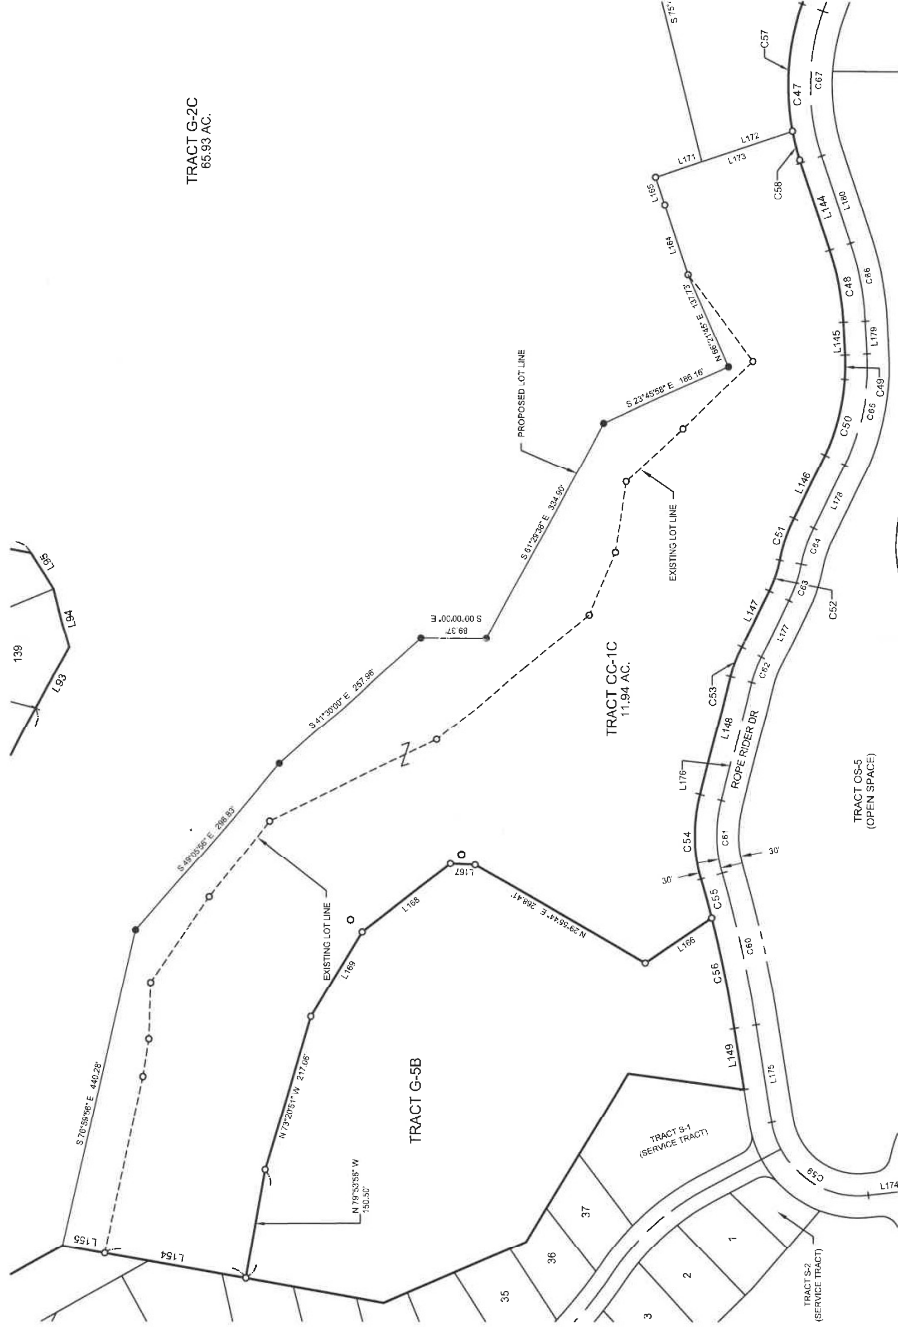 TRACT G-2C
65.93 AC.
139
L93
L94
L95
C57
C47
C67
L172
L171
L173
L165
L164
C58
L144
L180
C48
C66
L145
L179
C49
C50
C65
L146
L178
C51
C64
C63
C52
L147
L177
C53
C62
L148
L176
ROPE RIDER DR
C54
C61
30'
30'
C55
C60
C56
L149
L175
C59
L174
PROPOSED LOT LINE
EXISTING LOT LINE
N 66°21'45" E 137.73'
S 23°45'58" E 186.16'
S 61°29'38" E 334.90'
S 00°00'00" E
89.37'
S 41°30'00" E 257.98'
S 49°05'56" E 298.83'
S 76°59'56" E 440.28'
TRACT CC-1C
11.94 AC.
TRACT OS-5
(OPEN SPACE)
EXISTING LOT LINE
L167
L168
L169
N 29°56'44" E 268.41'
L166
N 73°20'51" W 217.06'
N 79°53'56" W
150.50'
L155
L154
TRACT G-5B
TRACT S-1
(SERVICE TRACT)
TRACT S-2
(SERVICE TRACT)
37
36
35
1
2
3